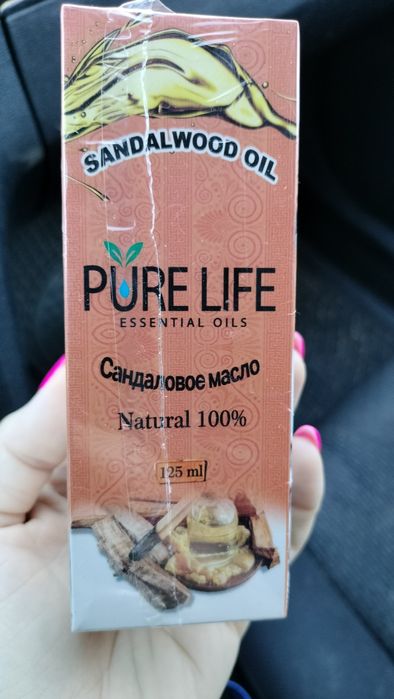 SANDALWOOD OIL
PURE LIFE
ESSENTIAL OILS
Сандаловое масло
Natural 100%
125 ml